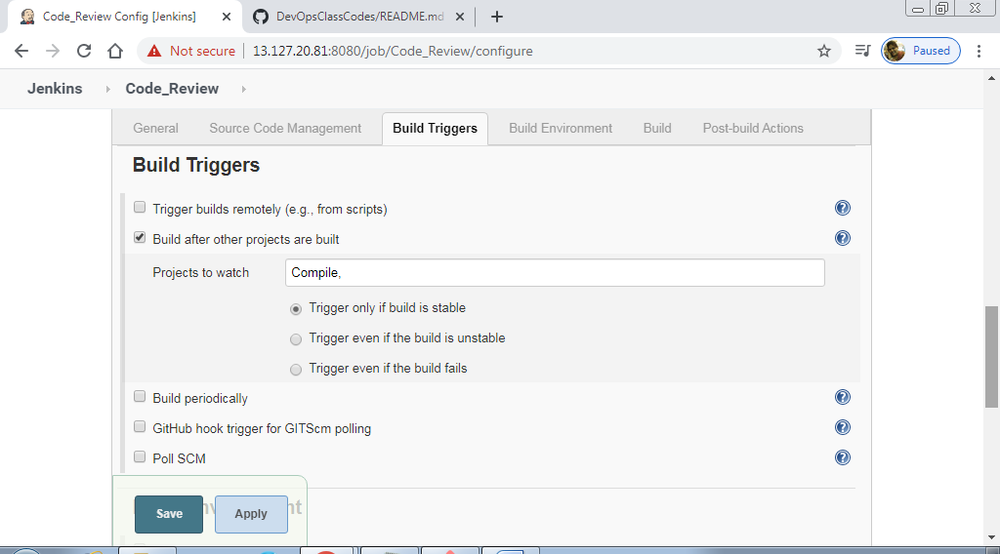 Code_Review Config [Jenkins]
DevOpsClassCodes/README.md
Not secure
13.127.20.81:8080/job/Code_Review/configure
Paused
Jenkins
Code_Review
General
Source Code Management
Build Triggers
Build Environment
Build
Post-build Actions
Build Triggers
Trigger builds remotely (e.g., from scripts)
Build after other projects are built
Projects to watch
Compile,
Trigger only if build is stable
Trigger even if the build is unstable
Trigger even if the build fails
Build periodically
GitHub hook trigger for GITScm polling
Poll SCM
Save
Apply